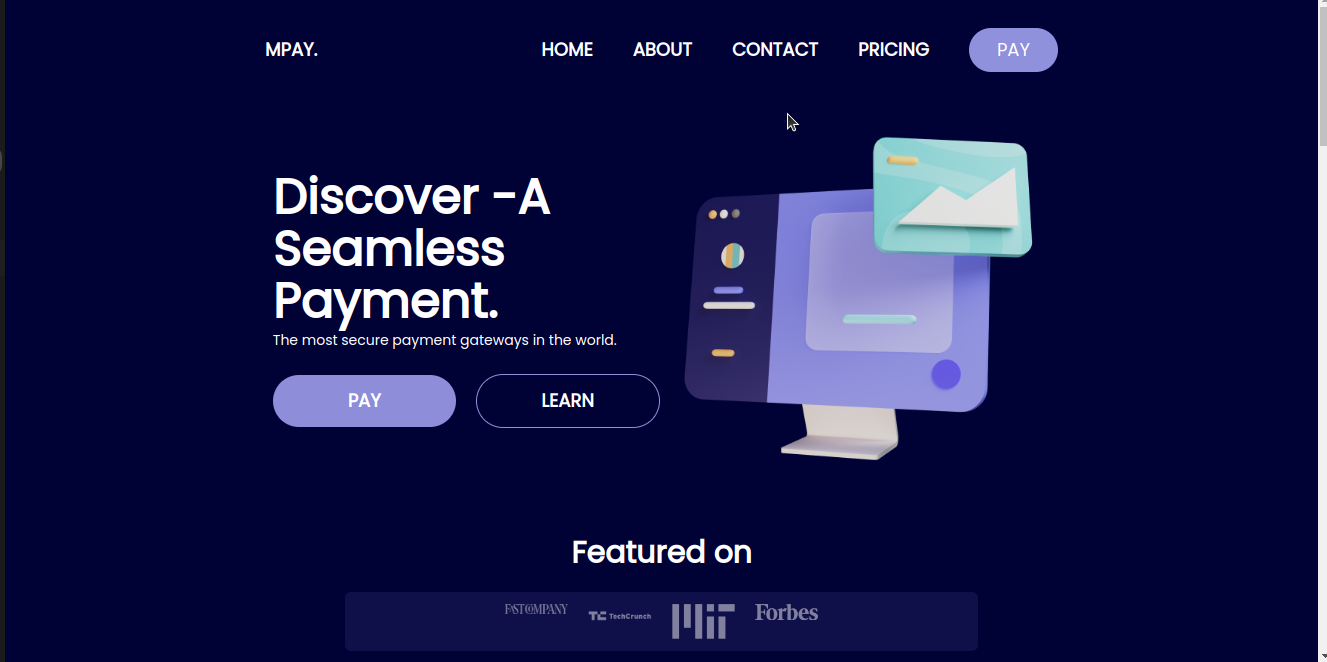 MPAY. HOME ABOUT CONTACT PRICING PAY
Discover -A
Seamless
Payment.
The most secure payment gateways in the world.
PAY LEARN
Featured on
FAST COMPANY TC TechCrunch MIT Forbes